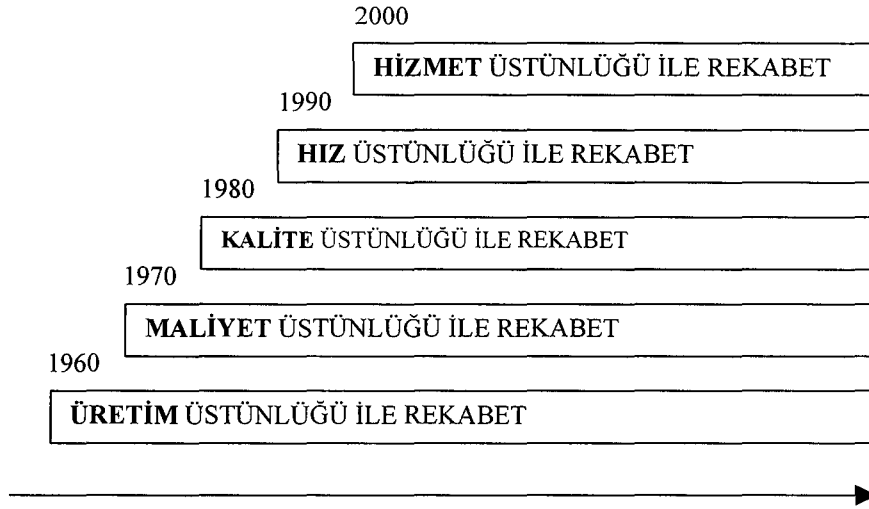 2000
HİZMET ÜSTÜNLÜĞÜ İLE REKABET
1990
HIZ ÜSTÜNLÜĞÜ İLE REKABET
1980
KALİTE ÜSTÜNLÜĞÜ İLE REKABET
1970
MALİYET ÜSTÜNLÜĞÜ İLE REKABET
1960
ÜRETİM ÜSTÜNLÜĞÜ İLE REKABET